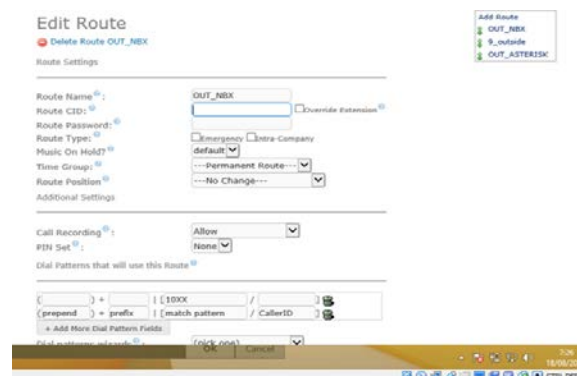 Edit Route
Delete Route OUT_NBX
Route Settings
Route Name: OUT_NBX
Route CID: Override Extension
Route Password:
Route Type: Emergency Intra-Company
Music On Hold? default
Time Group: ---Permanent Route---
Route Position ---No Change---
Additional Settings
Call Recording: Allow
PIN Set: None
Dial Patterns that will use this Route
( ) + | [10XX / ]
(prepend ) + prefix | [match pattern / CallerID ]
+ Add More Dial Pattern Fields
Dial patterns wizards: (pick one)
OK Cancel
Add Route
OUT_NBX
9_outside
OUT_ASTERISK